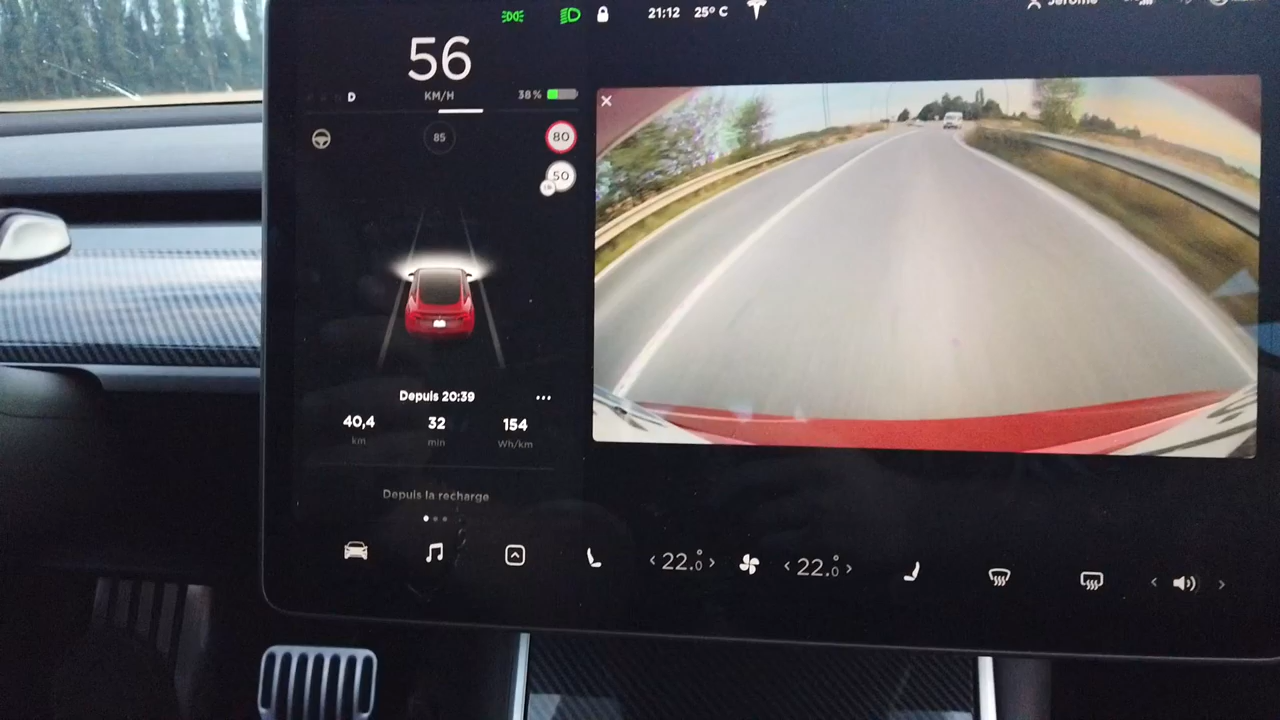 21:12 25° C
Jérôme
56
KM/H
D
38 %
85
80
50
Depuis 20:39
40,4 32 154
km min Wh/km
Depuis la recharge
22.0 22.0